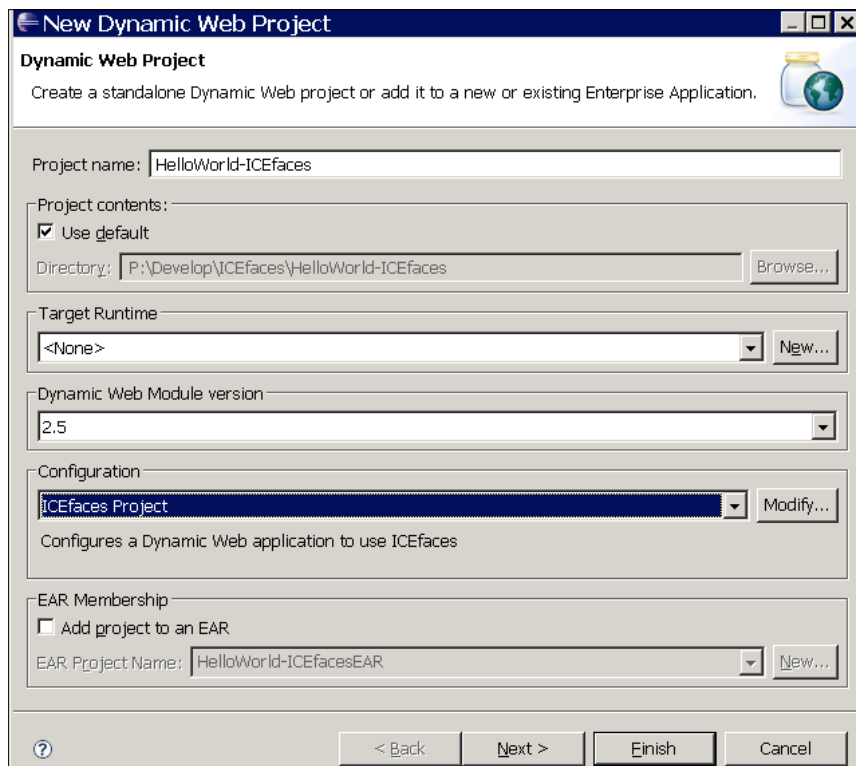 New Dynamic Web Project
Dynamic Web Project
Create a standalone Dynamic Web project or add it to a new or existing Enterprise Application.
Project name: HelloWorld-ICEfaces
Project contents:
Use default
Directory: P:\Develop\ICEfaces\HelloWorld-ICEfaces Browse...
Target Runtime
<None> New...
Dynamic Web Module version
2.5
Configuration
ICEfaces Project Modify...
Configures a Dynamic Web application to use ICEfaces
EAR Membership
Add project to an EAR
EAR Project Name: HelloWorld-ICEfacesEAR New...
? < Back Next > Finish Cancel